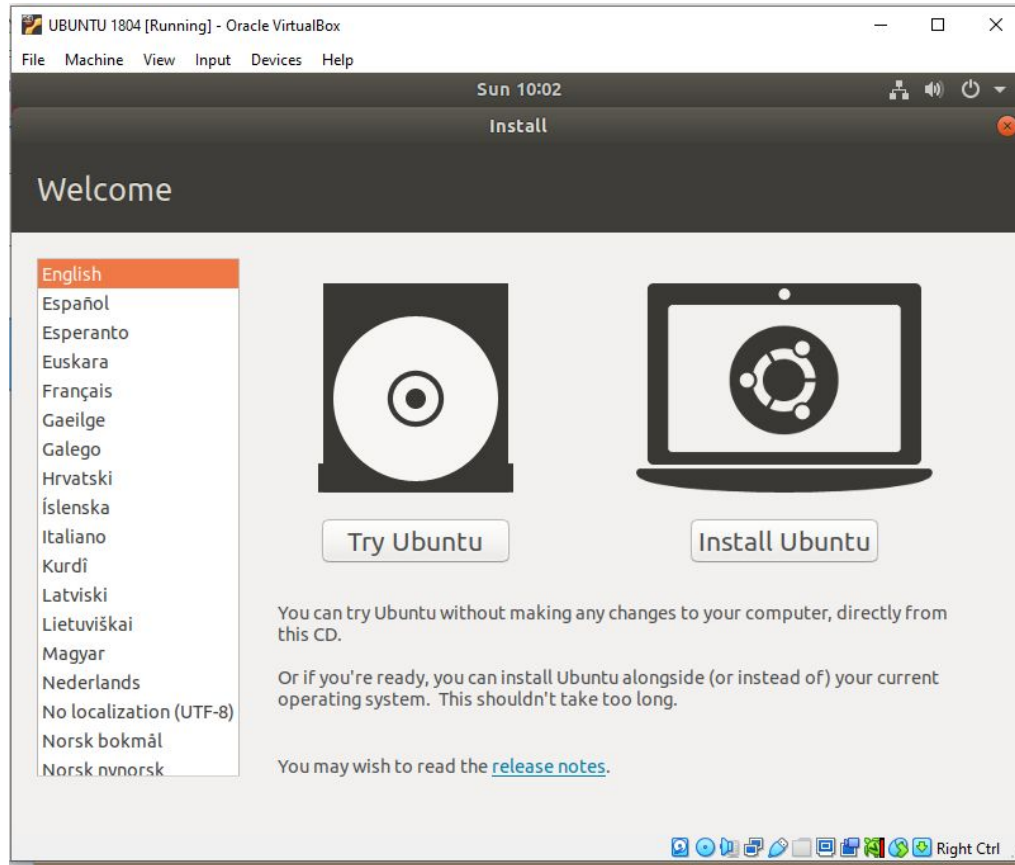 UBUNTU 1804 [Running] - Oracle VirtualBox
File Machine View Input Devices Help
Sun 10:02
Install
Welcome
English
Español
Esperanto
Euskara
Français
Gaeilge
Galego
Hrvatski
Íslenska
Italiano
Kurdî
Latviski
Lietuviškai
Magyar
Nederlands
No localization (UTF-8)
Norsk bokmål
Norsk nynorsk
Try Ubuntu
Install Ubuntu
You can try Ubuntu without making any changes to your computer, directly from
this CD.
Or if you're ready, you can install Ubuntu alongside (or instead of) your current
operating system. This shouldn't take too long.
You may wish to read the release notes.
Right Ctrl